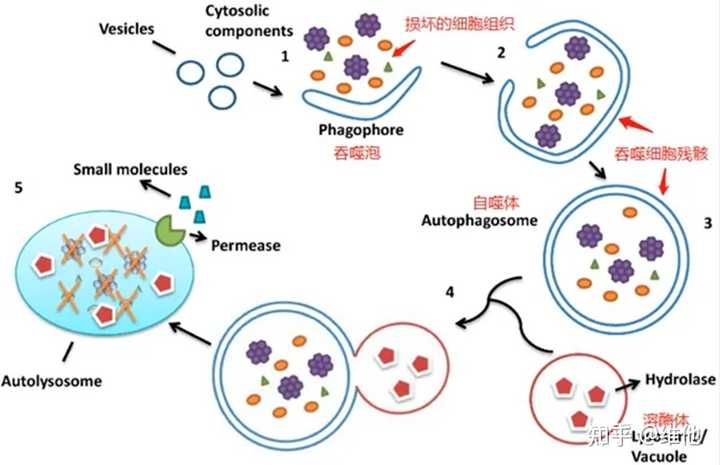 Vesicles
Cytosolic
components
1
损坏的细胞组织
2
Phagophore
吞噬泡
吞噬细胞残骸
Small molecules
5
Permease
自噬体
Autophagosome
3
4
Autolysosome
Hydrolase
溶酶体
Vacuole
知乎 @维他